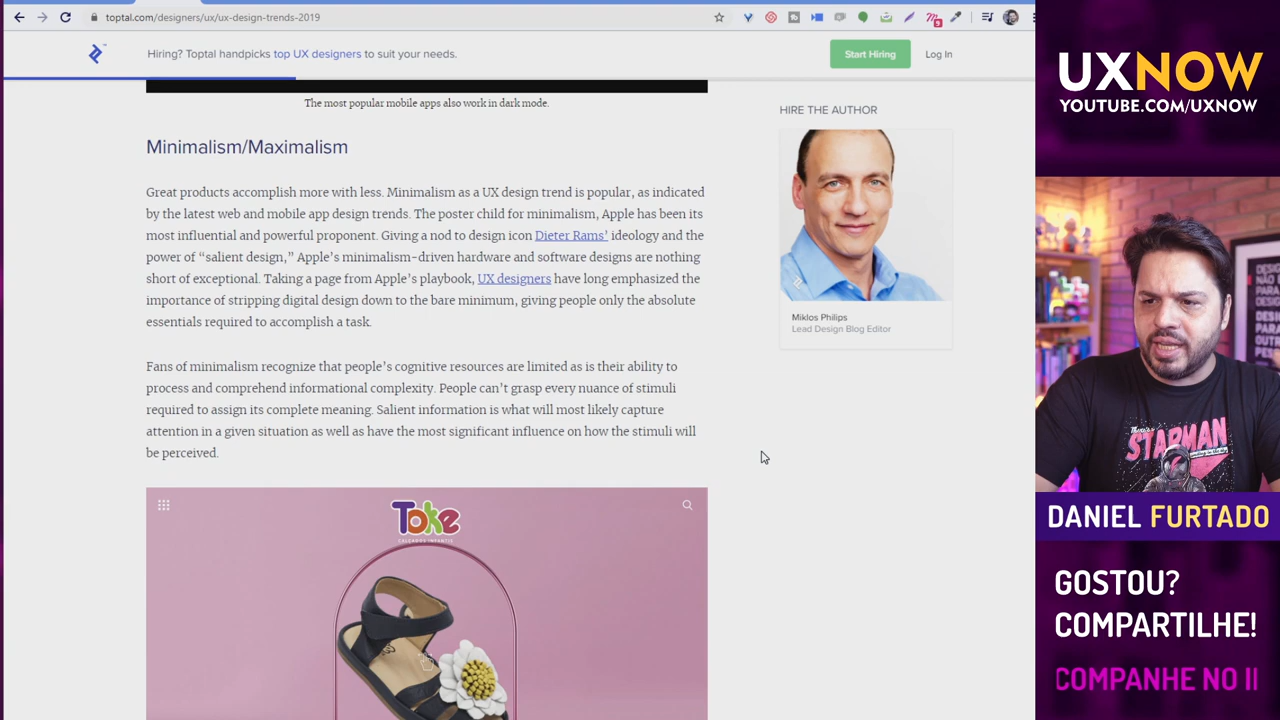 toptal.com/designers/ux/ux-design-trends-2019
Hiring? Toptal handpicks top UX designers to suit your needs.
Start Hiring
Log In
The most popular mobile apps also work in dark mode.
Minimalism/Maximalism
Great products accomplish more with less. Minimalism as a UX design trend is popular, as indicated
by the latest web and mobile app design trends. The poster child for minimalism, Apple has been its
most influential and powerful proponent. Giving a nod to design icon Dieter Rams’ ideology and the
power of “salient design,” Apple’s minimalism-driven hardware and software designs are nothing
short of exceptional. Taking a page from Apple’s playbook, UX designers have long emphasized the
importance of stripping digital design down to the bare minimum, giving people only the absolute
essentials required to accomplish a task.
Fans of minimalism recognize that people’s cognitive resources are limited as is their ability to
process and comprehend informational complexity. People can’t grasp every nuance of stimuli
required to assign its complete meaning. Salient information is what will most likely capture
attention in a given situation as well as have the most significant influence on how the stimuli will
be perceived.
Toke
CALÇADOS INFANTIS
HIRE THE AUTHOR
Miklos Philips
Lead Design Blog Editor
UXNOW
YOUTUBE.COM/UXNOW
There's a
STARMAN
DANIEL FURTADO
GOSTOU?
COMPARTILHE!
COMPANHE NO I